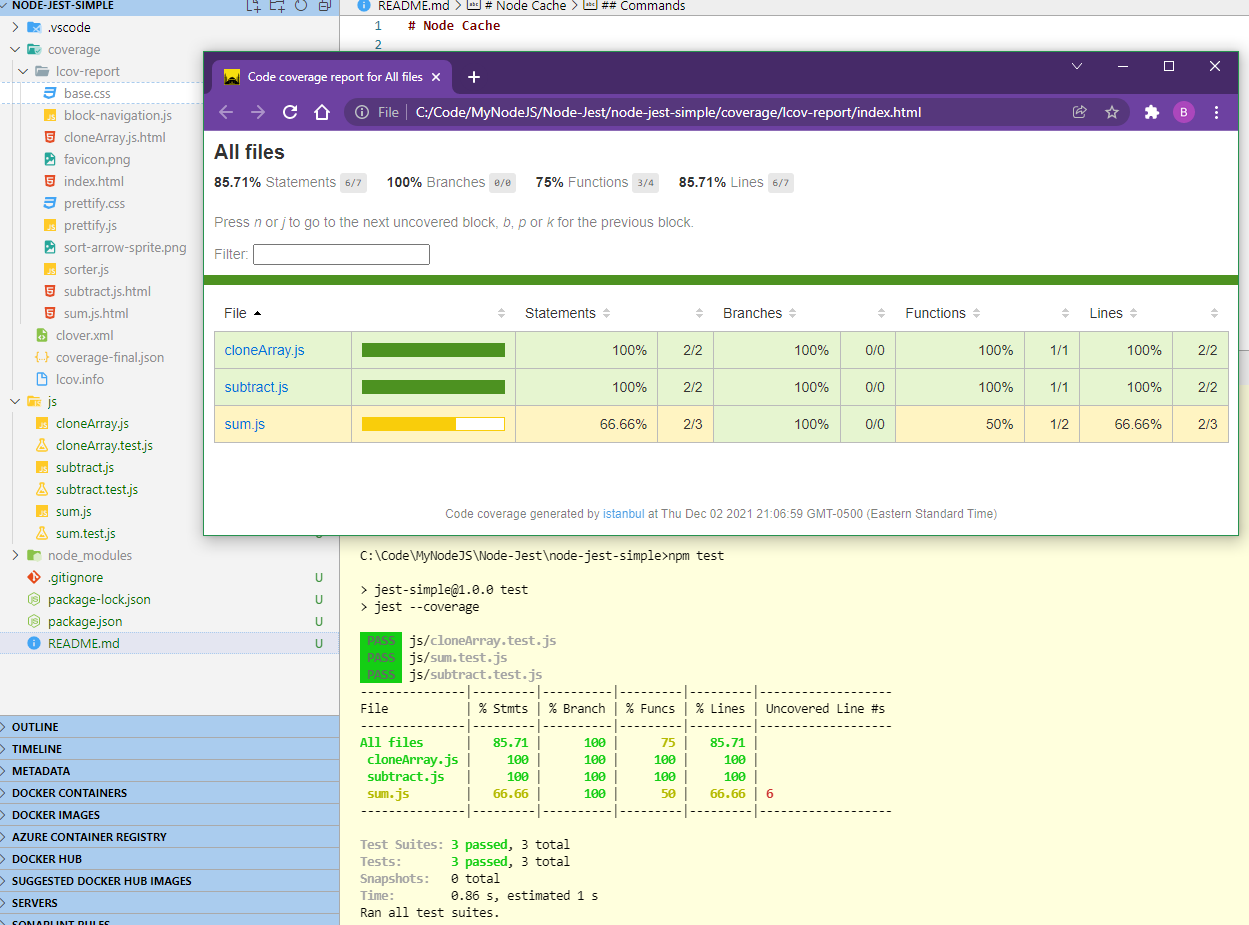 NODE-JEST-SIMPLE
.vscode
coverage
lcov-report
base.css
block-navigation.js
cloneArray.js.html
favicon.png
index.html
prettify.css
prettify.js
sort-arrow-sprite.png
sorter.js
subtract.js.html
sum.js.html
clover.xml
coverage-final.json
lcov.info
js
cloneArray.js
cloneArray.test.js
subtract.js
subtract.test.js
sum.js
sum.test.js
node_modules
.gitignore U
package-lock.json U
package.json U
README.md U
OUTLINE
TIMELINE
METADATA
DOCKER CONTAINERS
DOCKER IMAGES
AZURE CONTAINER REGISTRY
DOCKER HUB
SUGGESTED DOCKER HUB IMAGES
SERVERS
SONARLINT RULES
README.md > abc # Node Cache > abc ## Commands
1 # Node Cache
2
Code coverage report for All files
File C:/Code/MyNodeJS/Node-Jest/node-jest-simple/coverage/lcov-report/index.html B
All files
85.71% Statements 6/7 100% Branches 0/0 75% Functions 3/4 85.71% Lines 6/7
Press n or j to go to the next uncovered block, b, p or k for the previous block.
Filter:
File Statements Branches Functions Lines
cloneArray.js 100% 2/2 100% 0/0 100% 1/1 100% 2/2
subtract.js 100% 2/2 100% 0/0 100% 1/1 100% 2/2
sum.js 66.66% 2/3 100% 0/0 50% 1/2 66.66% 2/3
Code coverage generated by istanbul at Thu Dec 02 2021 21:06:59 GMT-0500 (Eastern Standard Time)
C:\Code\MyNodeJS\Node-Jest\node-jest-simple>npm test
> jest-simple@1.0.0 test
> jest --coverage
PASS js/cloneArray.test.js
PASS js/sum.test.js
PASS js/subtract.test.js
---------------|---------|----------|---------|---------|-------------------
File | % Stmts | % Branch | % Funcs | % Lines | Uncovered Line #s
---------------|---------|----------|---------|---------|-------------------
All files | 85.71 | 100 | 75 | 85.71 |
cloneArray.js | 100 | 100 | 100 | 100 |
subtract.js | 100 | 100 | 100 | 100 |
sum.js | 66.66 | 100 | 50 | 66.66 | 6
---------------|---------|----------|---------|---------|-------------------
Test Suites: 3 passed, 3 total
Tests: 3 passed, 3 total
Snapshots: 0 total
Time: 0.86 s, estimated 1 s
Ran all test suites.